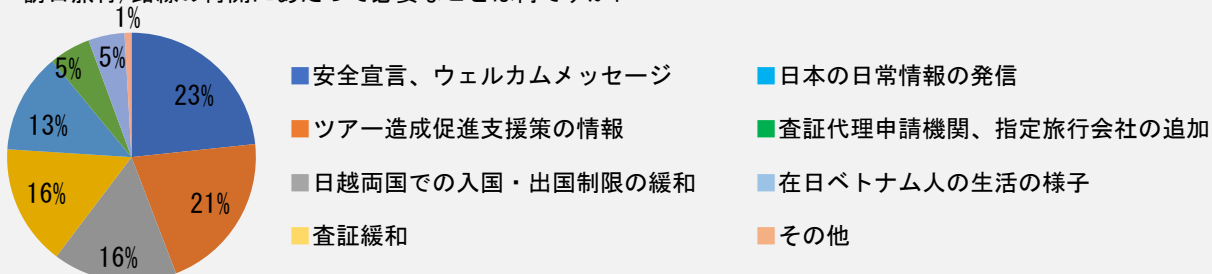 1%
5%
5%
23%
13%
16%
21%
16%
安全宣言、ウェルカムメッセージ
日本の日常情報の発信
ツアー造成促進支援策の情報
査証代理申請機関、指定旅行会社の追加
日越両国での入国・出国制限の緩和
在日ベトナム人の生活の様子
査証緩和
その他